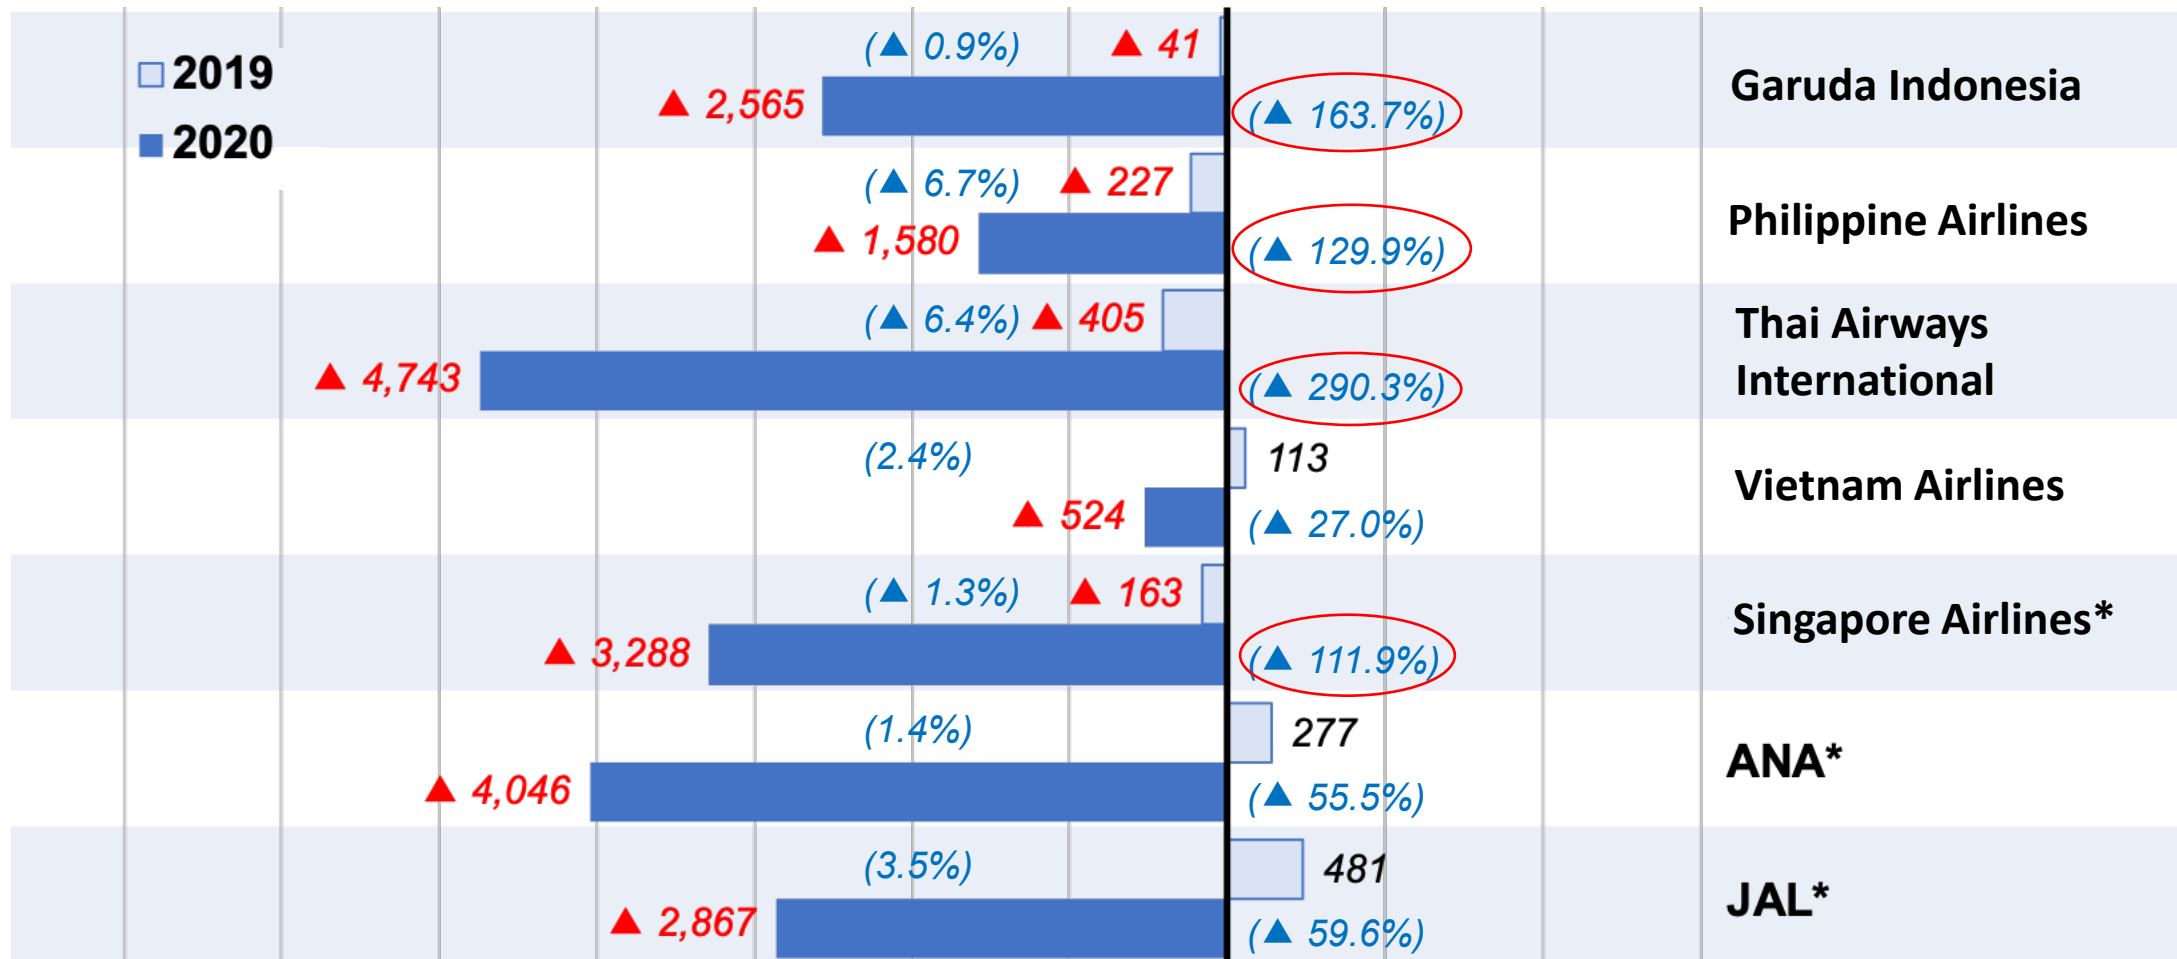 2019
2020
(▲ 0.9%) ▲ 41
▲ 2,565 (▲ 163.7%)
Garuda Indonesia
(▲ 6.7%) ▲ 227
▲ 1,580 (▲ 129.9%)
Philippine Airlines
(▲ 6.4%) ▲ 405
▲ 4,743 (▲ 290.3%)
Thai Airways
International
(2.4%) 113
▲ 524 (▲ 27.0%)
Vietnam Airlines
(▲ 1.3%) ▲ 163
▲ 3,288 (▲ 111.9%)
Singapore Airlines*
(1.4%) 277
▲ 4,046 (▲ 55.5%)
ANA*
(3.5%) 481
▲ 2,867 (▲ 59.6%)
JAL*